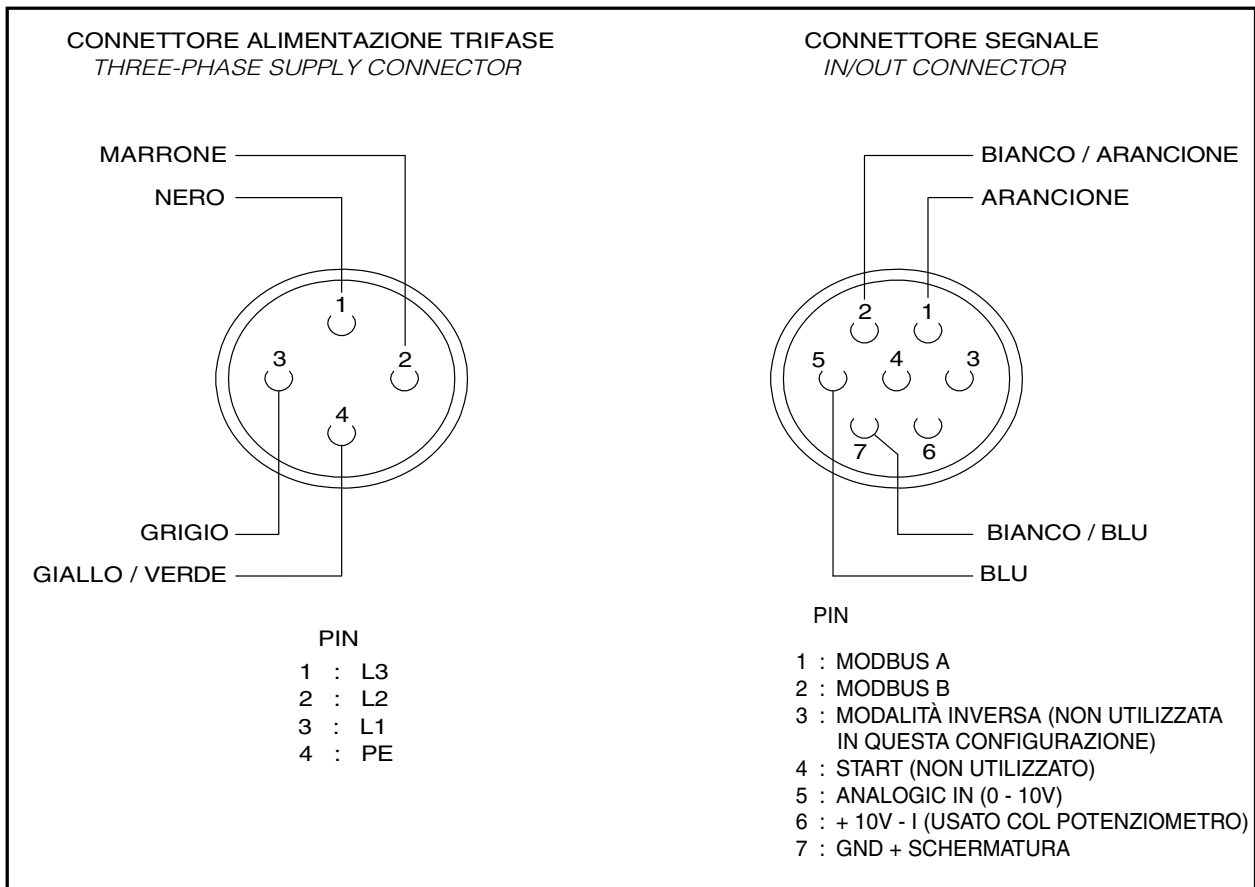 CONNETTORE ALIMENTAZIONE TRIFASE
THREE-PHASE SUPPLY CONNECTOR
MARRONE
NERO
1
3
2
4
GRIGIO
GIALLO / VERDE
PIN
1 : L3
2 : L2
3 : L1
4 : PE
CONNETTORE SEGNALE
IN/OUT CONNECTOR
BIANCO / ARANCIONE
ARANCIONE
2
1
5
4
3
7
6
BIANCO / BLU
BLU
PIN
1 : MODBUS A
2 : MODBUS B
3 : MODALITÀ INVERSA (NON UTILIZZATA
IN QUESTA CONFIGURAZIONE)
4 : START (NON UTILIZZATO)
5 : ANALOGIC IN (0 - 10V)
6 : + 10V - I (USATO COL POTENZIOMETRO)
7 : GND + SCHERMATURA